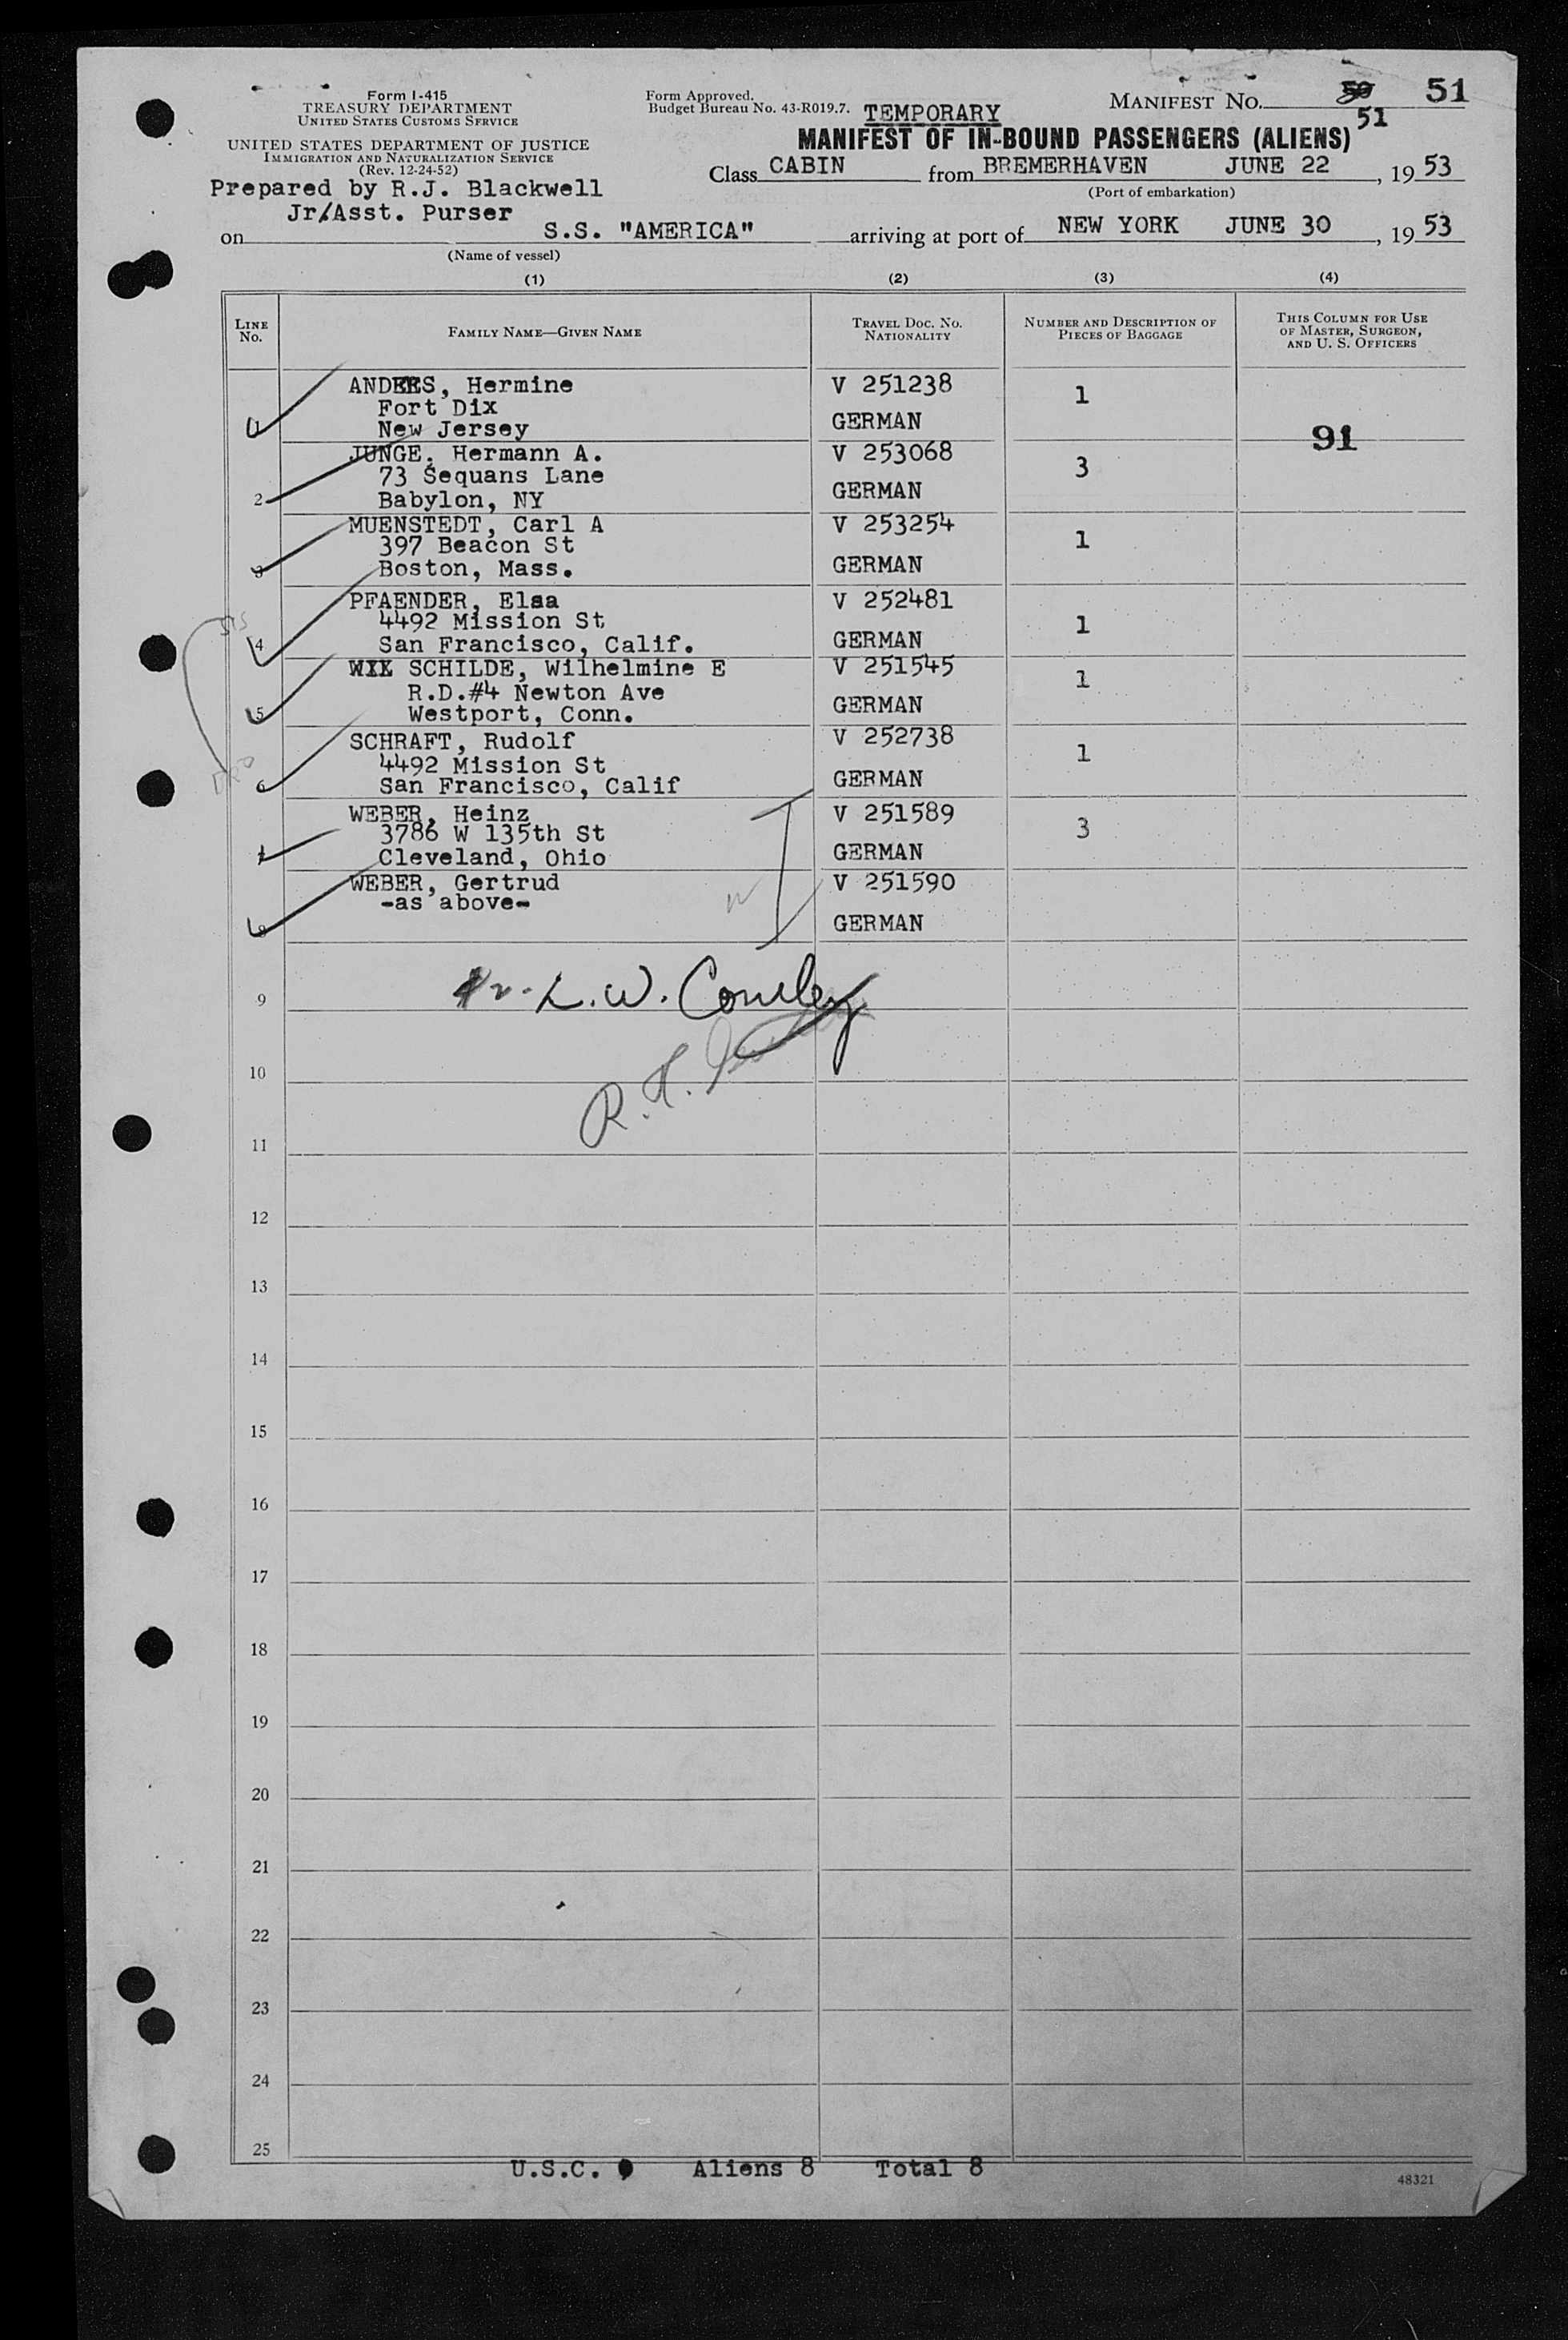 Form I-415
TREASURY DEPARTMENT
UNITED STATES CUSTOMS SERVICE
UNITED STATES DEPARTMENT OF JUSTICE
IMMIGRATION AND NATURALIZATION SERVICE
(Rev. 12-24-52)
Prepared by R.J. Blackwell
Jr/Asst. Purser
Form Approved.
Budget Bureau No. 43-R019.7.
TEMPORARY
MANIFEST NO. 50 51
51
MANIFEST OF IN-BOUND PASSENGERS (ALIENS)
Class CABIN from BREMERHAVEN JUNE 22, 1953
(Port of embarkation)
on S.S. "AMERICA" arriving at port of NEW YORK JUNE 30, 1953
(Name of vessel)
(1) (2) (3) (4)
LINE NO.
FAMILY NAME—GIVEN NAME
TRAVEL DOC. NO. NATIONALITY
NUMBER AND DESCRIPTION OF PIECES OF BAGGAGE
THIS COLUMN FOR USE OF MASTER, SURGEON, AND U. S. OFFICERS
1 ANDERS, Hermine V 251238 1
Fort Dix GERMAN
New Jersey
91
2 JUNGE, Hermann A. V 253068 3
73 Sequans Lane GERMAN
Babylon, NY
3 MUENSTEDT, Carl A V 253254 1
397 Beacon St GERMAN
Boston, Mass.
4 PFAENDER, Elsa V 252481 1
4492 Mission St GERMAN
San Francisco, Calif.
5 WIX SCHILDE, Wilhelmine E V 251545 1
R.D.#4 Newton Ave GERMAN
Westport, Conn.
6 SCHRAFT, Rudolf V 252738 1
4492 Mission St GERMAN
San Francisco, Calif
7 WEBER, Heinz V 251589 3
3786 W 135th St GERMAN
Cleveland, Ohio
8 WEBER, Gertrud V 251590
-as above- GERMAN
9
L.W.
10
R.H.
11
12
13
14
15
16
17
18
19
20
21
22
23
24
25
U.S.C. Aliens 8 Total 8
48321